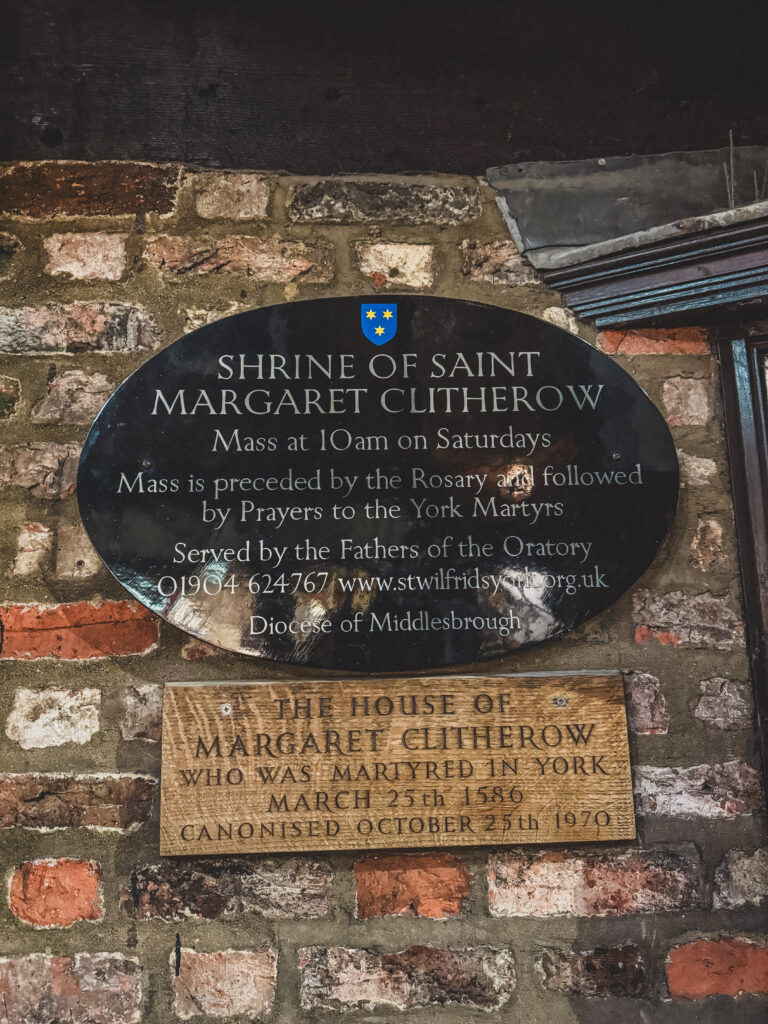 SHRINE OF SAINT
MARGARET CLITHEROW
Mass at 10am on Saturdays
Mass is preceded by the Rosary and followed
by Prayers to the York Martyrs
Served by the Fathers of the Oratory
01904 624767 www.stwilfridsyork.org.uk
Diocese of Middlesbrough
THE HOUSE OF
MARGARET CLITHEROW
WHO WAS MARTYRED IN YORK
MARCH 25th 1586
CANONISED OCTOBER 25th 1970